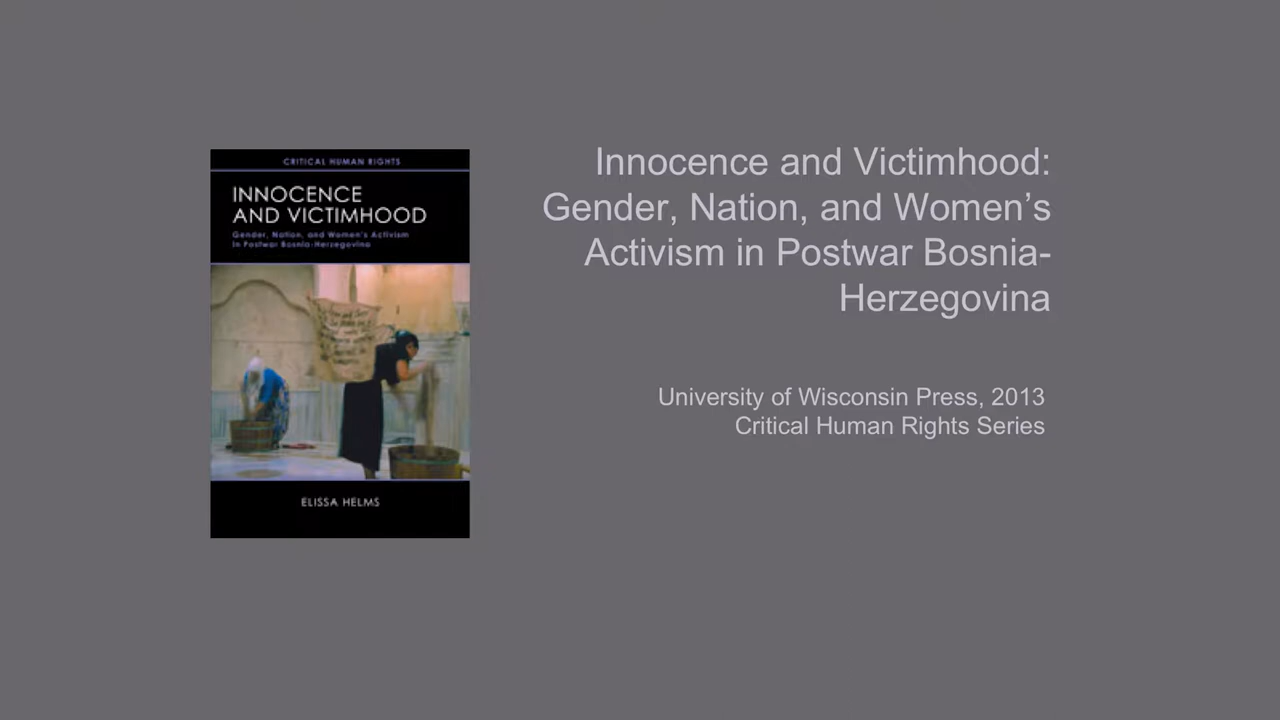 CRITICAL HUMAN RIGHTS
INNOCENCE
AND VICTIMHOOD
Gender, Nation, and Women's Activism
in Postwar Bosnia-Herzegovina
ELISSA HELMS
Innocence and Victimhood:
Gender, Nation, and Women’s
Activism in Postwar Bosnia-
Herzegovina
University of Wisconsin Press, 2013
Critical Human Rights Series